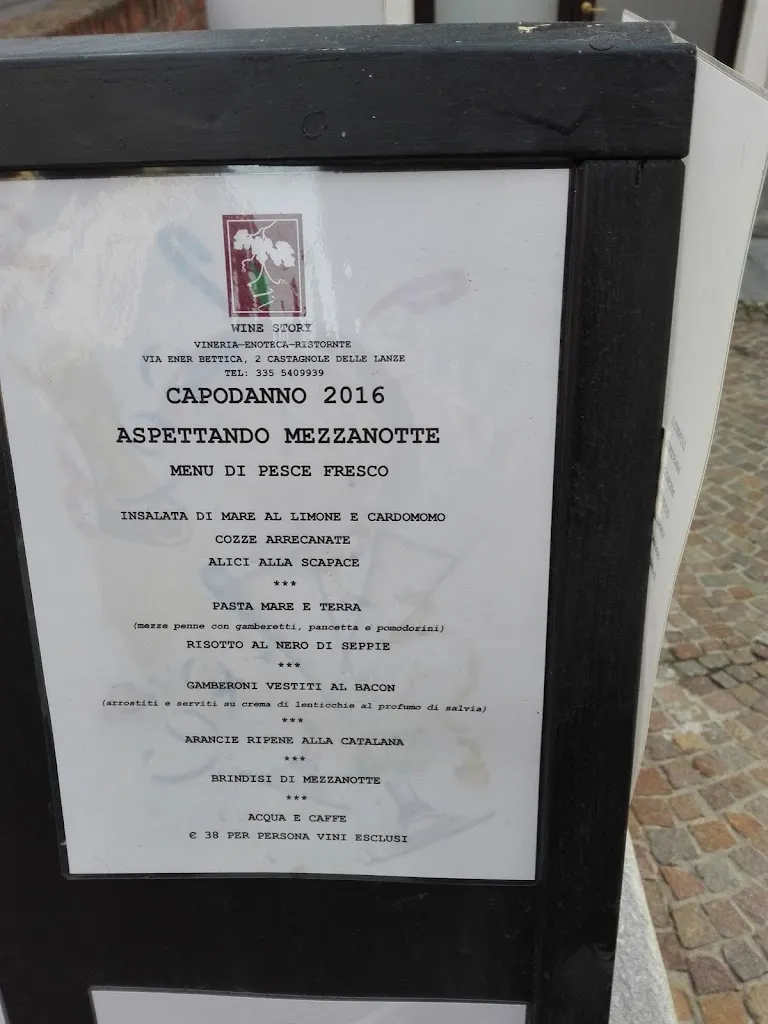 WINE STORY
VINERIA-ENOTECA-RISTORNTE
VIA ENER BETTICA, 2 CASTAGNOLE DELLE LANZE
TEL: 335 5409939
CAPODANNO 2016
ASPETTANDO MEZZANOTTE
MENU DI PESCE FRESCO
INSALATA DI MARE AL LIMONE E CARDOMOMO
COZZE ARRECANATE
ALICI ALLA SCAPACE
***
PASTA MARE E TERRA
(mezze penne con gamberetti, pancetta e pomodorini)
RISOTTO AL NERO DI SEPPIE
***
GAMBERONI VESTITI AL BACON
(arrostiti e serviti su crema di lenticchie al profumo di salvia)
***
ARANCIE RIPENE ALLA CATALANA
***
BRINDISI DI MEZZANOTTE
***
ACQUA E CAFFE
€ 38 PER PERSONA VINI ESCLUSI